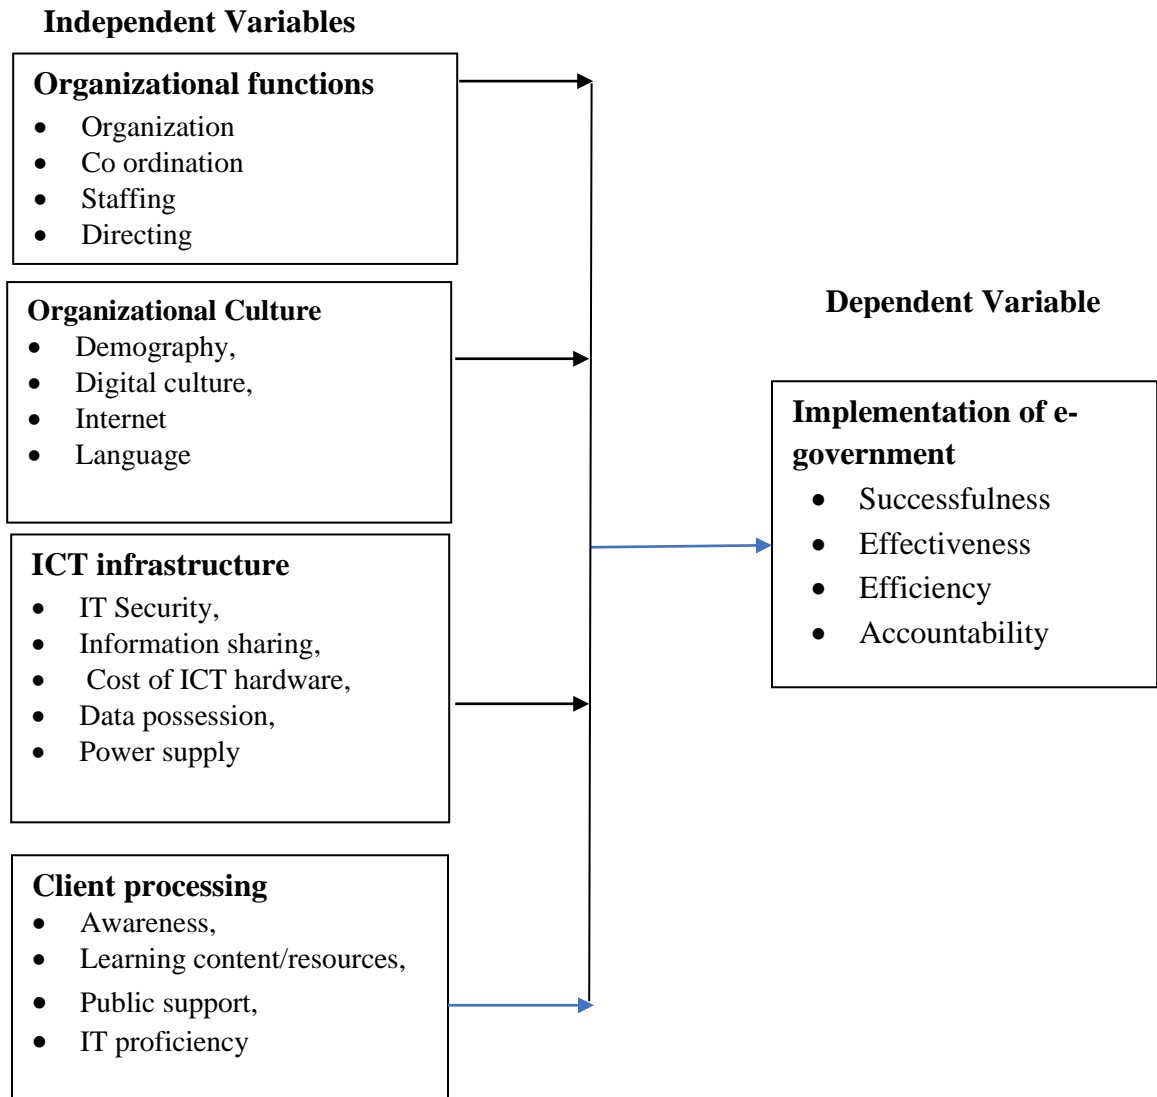 Independent Variables
Organizational functions
• Organization
• Co ordination
• Staffing
• Directing
Organizational Culture
• Demography,
• Digital culture,
• Internet
• Language
ICT infrastructure
• IT Security,
• Information sharing,
• Cost of ICT hardware,
• Data possession,
• Power supply
Client processing
• Awareness,
• Learning content/resources,
• Public support,
• IT proficiency
Dependent Variable
Implementation of e-
government
• Successfulness
• Effectiveness
• Efficiency
• Accountability